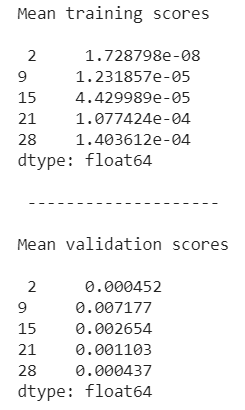 Mean training scores
2 1.728798e-08
9 1.231857e-05
15 4.429989e-05
21 1.077424e-04
28 1.403612e-04
dtype: float64
--------------------
Mean validation scores
2 0.000452
9 0.007177
15 0.002654
21 0.001103
28 0.000437
dtype: float64